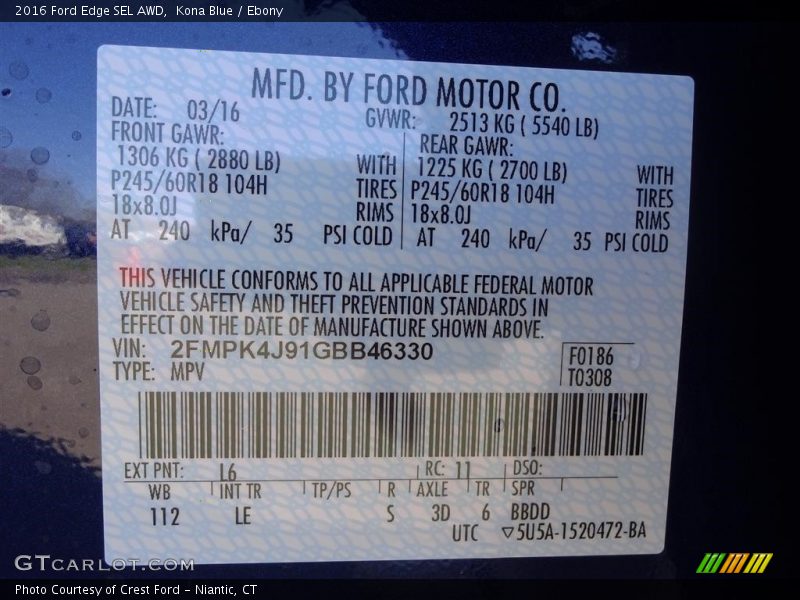 2016 Ford Edge SEL AWD,  Kona Blue / Ebony
MFD. BY FORD MOTOR CO.
DATE: 03/16 GVWR: 2513 KG ( 5540 LB)
FRONT GAWR: REAR GAWR:
1306 KG ( 2880 LB) WITH 1225 KG ( 2700 LB) WITH
P245/60R18 104H TIRES P245/60R18 104H TIRES
18x8.0J RIMS 18x8.0J RIMS
AT 240 kPa/ 35 PSI COLD AT 240 kPa/ 35 PSI COLD
THIS VEHICLE CONFORMS TO ALL APPLICABLE FEDERAL MOTOR
VEHICLE SAFETY AND THEFT PREVENTION STANDARDS IN
EFFECT ON THE DATE OF MANUFACTURE SHOWN ABOVE.
VIN: 2FMPK4J91GBB46330 F0186
TYPE: MPV T0308
EXT PNT: L6 RC: 11 DSO:
WB INT TR TP/PS R AXLE TR SPR
112 LE S 3D 6 BBDD
UTC ▽5U5A-1520472-BA
GTCARLOT.COM
Photo Courtesy of Crest Ford - Niantic, CT